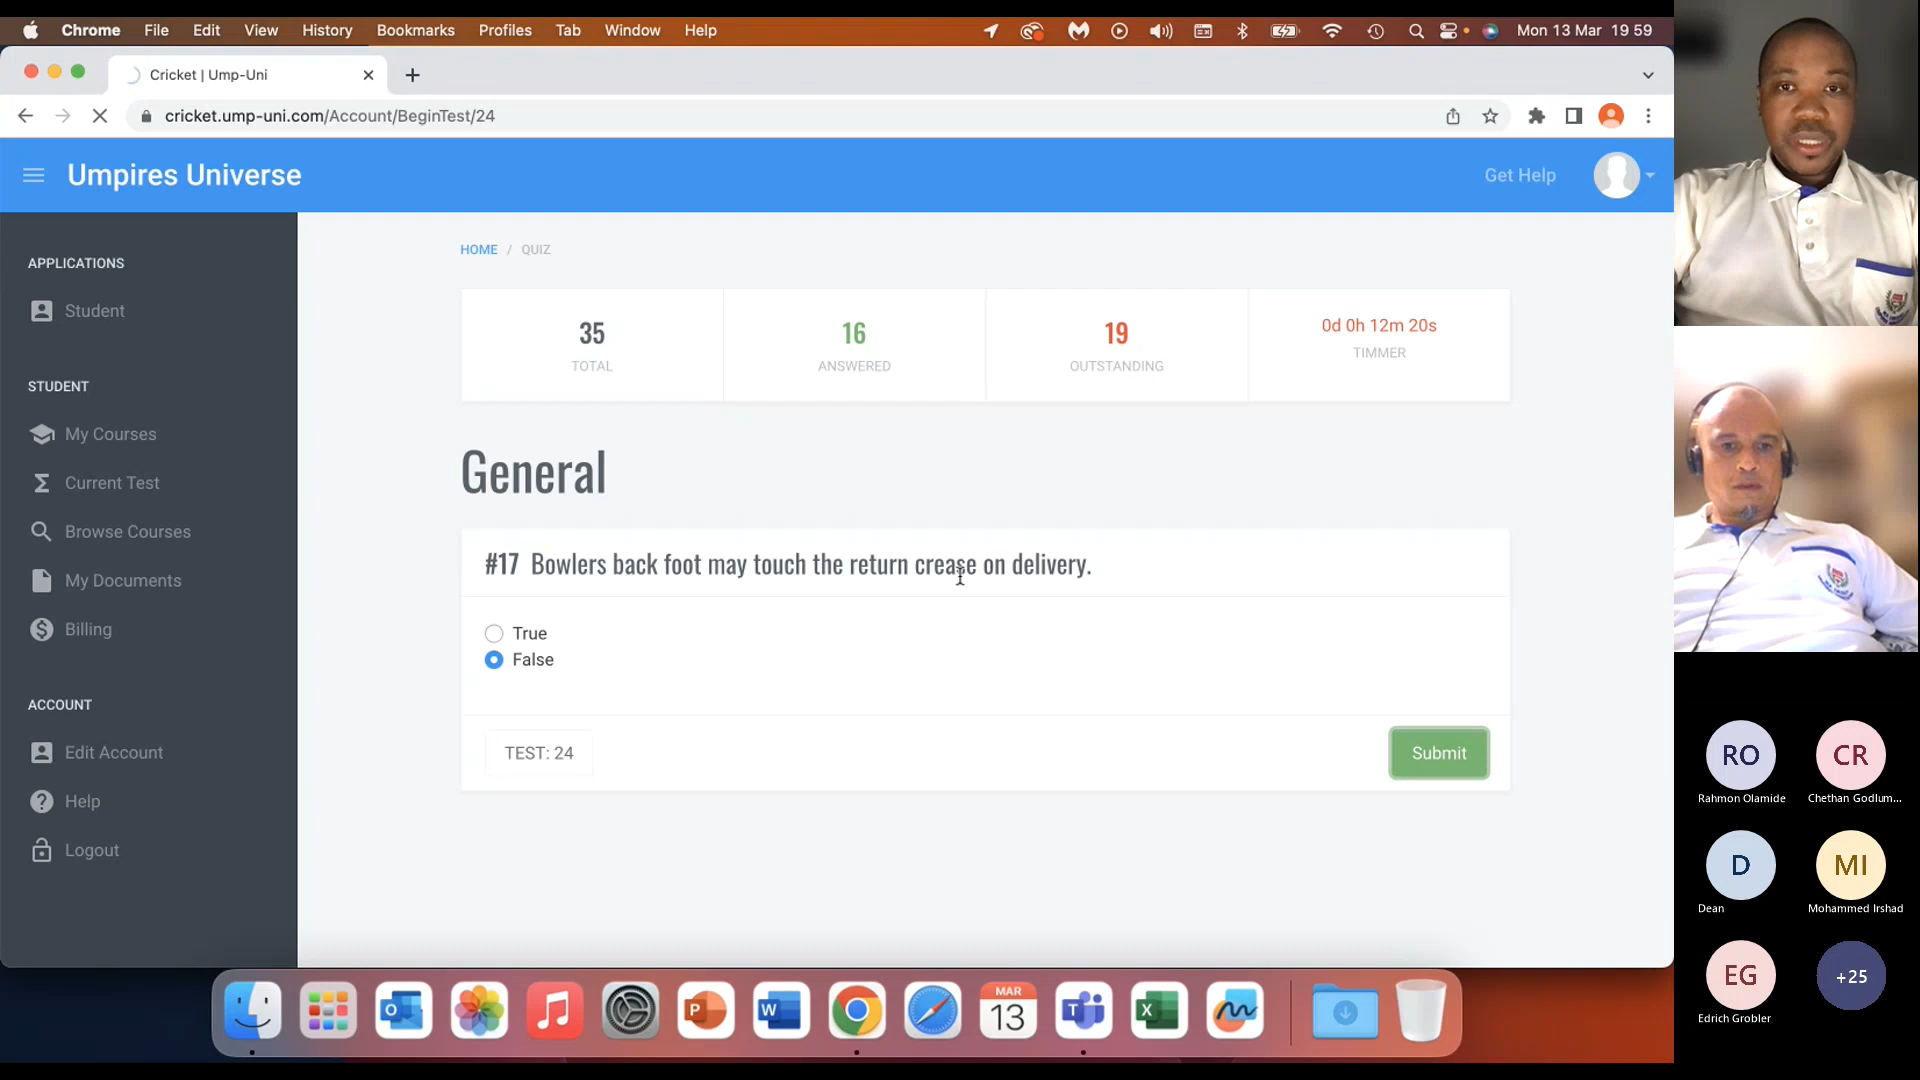 Chrome File Edit View History Bookmarks Profiles Tab Window Help Mon 13 Mar 19 59
Cricket | Ump-Uni
cricket.ump-uni.com/Account/BeginTest/24
Umpires Universe
Get Help
HOME / QUIZ
APPLICATIONS
Student
STUDENT
My Courses
Current Test
Browse Courses
My Documents
Billing
ACCOUNT
Edit Account
Help
Logout
35
TOTAL
16
ANSWERED
19
OUTSTANDING
0d 0h 12m 20s
TIMMER
General
#17 Bowlers back foot may touch the return crease on delivery.
True
False
TEST: 24
Submit
MAR
13
RO
Rahmon Olamide
CR
Chethan Godlum...
D
Dean
MI
Mohammed Irshad
EG
Edrich Grobler
+25